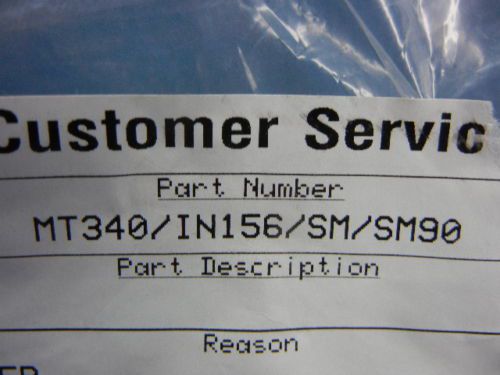 Customer Servic
Part Number
MT340/IN156/SM/SM90
Part Description
Reason